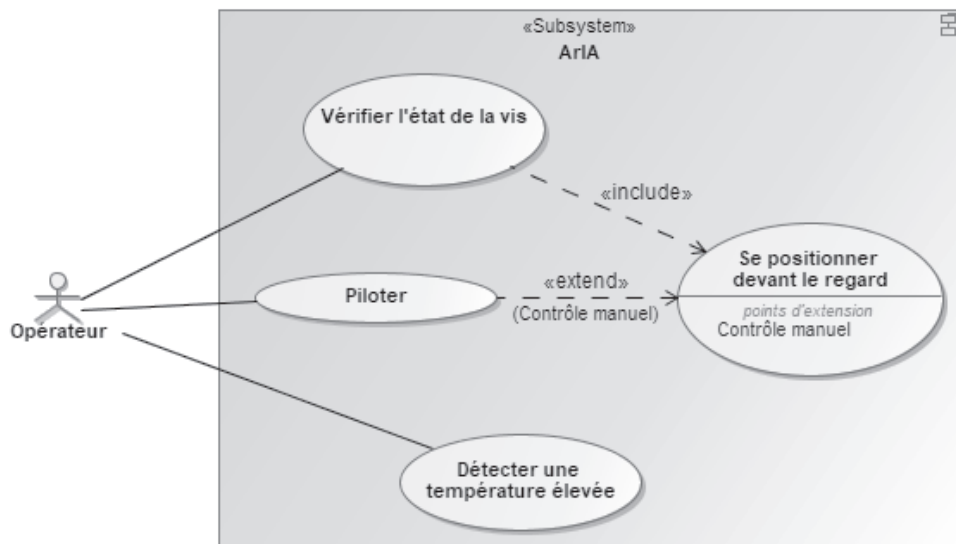 «Subsystem»
ArIA
Vérifier l'état de la vis
«include»
Se positionner
devant le regard
points d'extension
Contrôle manuel
Piloter
«extend»
(Contrôle manuel)
Opérateur
Détecter une
température élevée